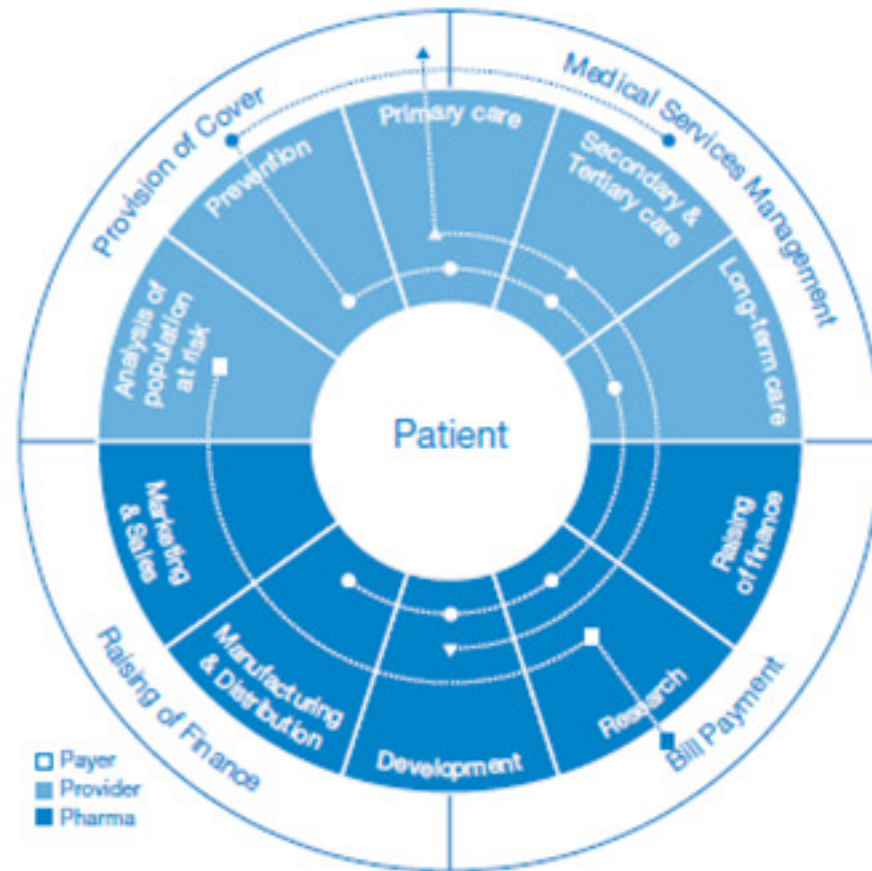 Provision of Cover
Medical Services Management
Prevention
Primary care
Secondary &
Tertiary care
Analysis of
population
at risk
Long-term care
Patient
Marketing
& Sales
Raising
of finance
Manufacturing
& Distribution
Development
Research
Raising of Finance
Bill Payment
Payer
Provider
Pharma